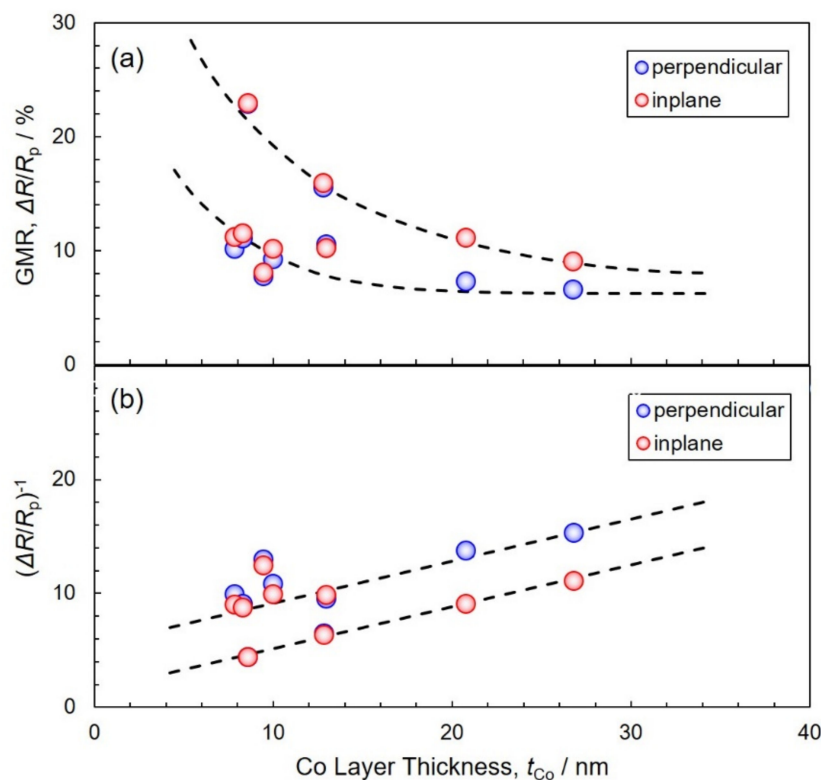 30
(a)
perpendicular
inplane
20
GMR, ΔR/Rp / %
10
0
(b)
perpendicular
inplane
20
(ΔR/Rp)-1
10
0
0 10 20 30 40
Co Layer Thickness, tCo / nm